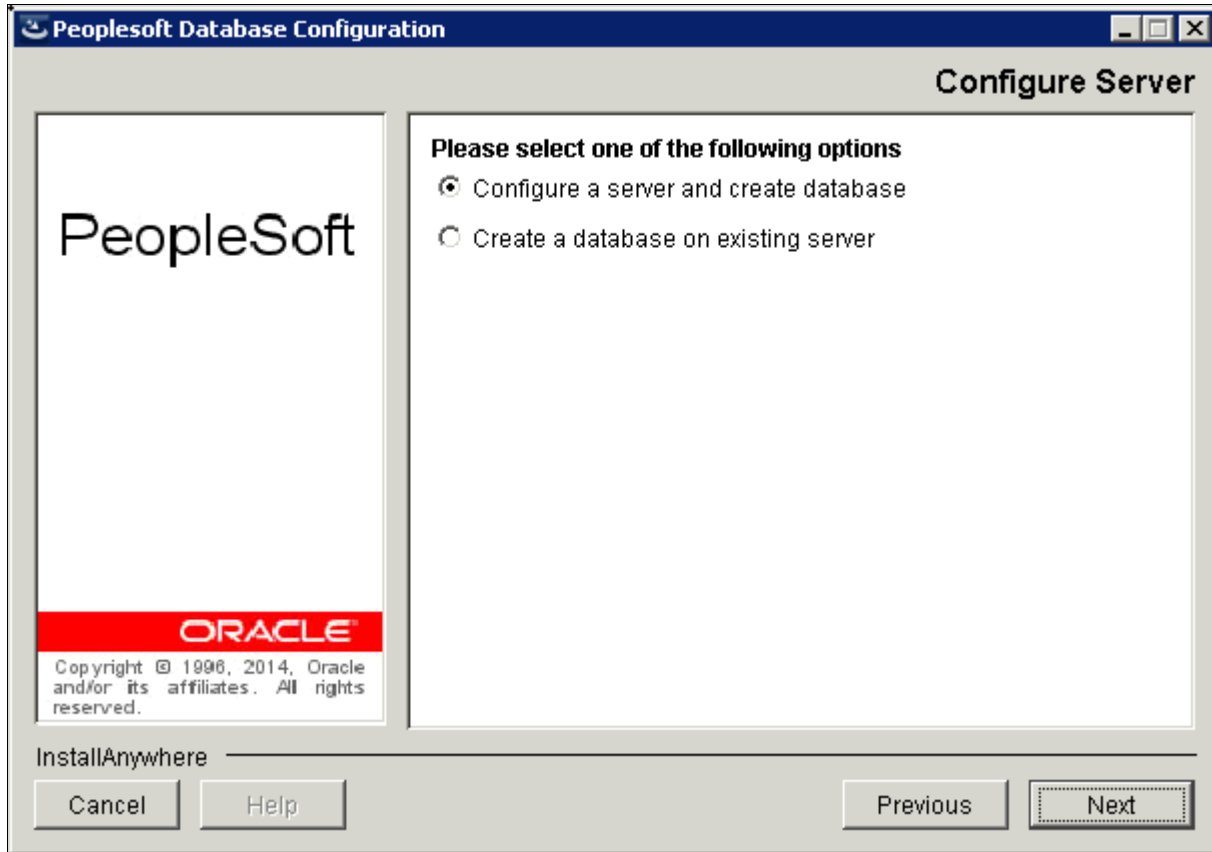 Peoplesoft Database Configuration
Configure Server
PeopleSoft
ORACLE
Copyright © 1996, 2014, Oracle
and/or its affiliates. All rights
reserved.
Please select one of the following options
Configure a server and create database
Create a database on existing server
InstallAnywhere
Cancel
Help
Previous
Next